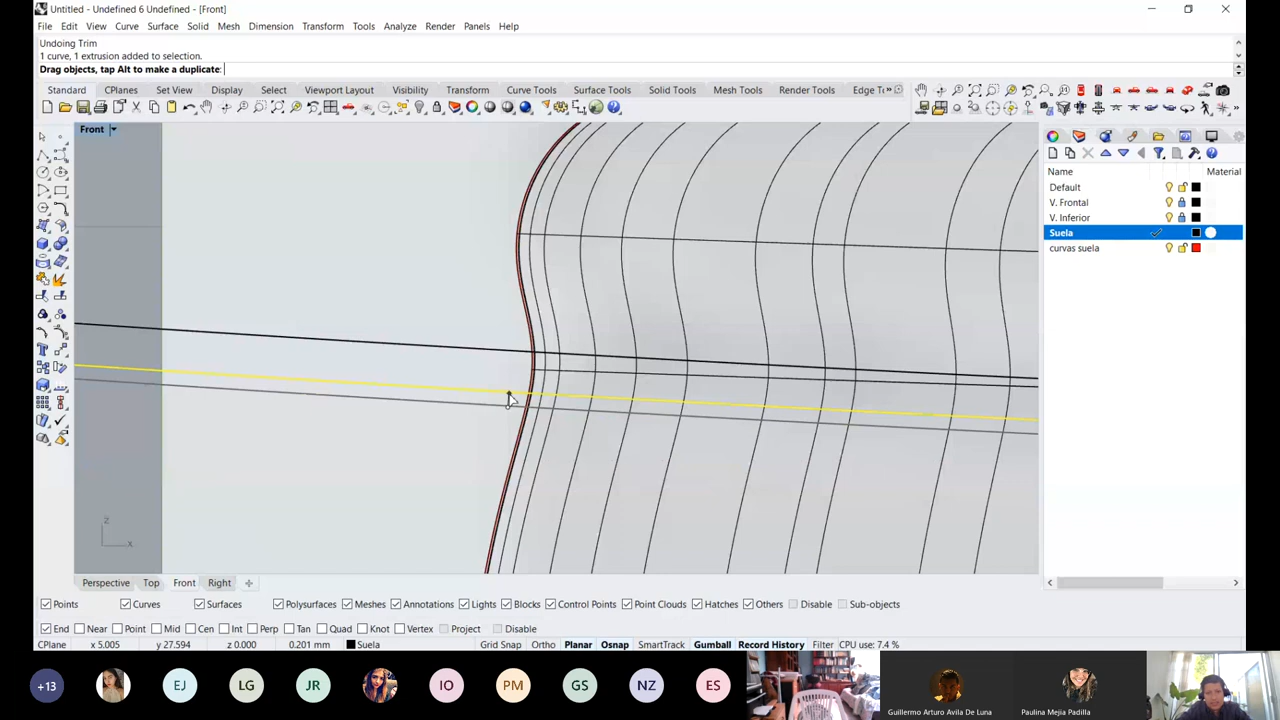 Untitled - Undefined 6 Undefined - [Front]
File Edit View Curve Surface Solid Mesh Dimension Transform Tools Analyze Render Panels Help
Undoing Trim
1 curve, 1 extrusion added to selection.
Drag objects, tap Alt to make a duplicate:
Standard CPlanes Set View Display Select Viewport Layout Visibility Transform Curve Tools Surface Tools Solid Tools Mesh Tools Render Tools Edge T
Front
Name Material
Default
V. Frontal
V. Inferior
Suela
curvas suela
z
x
Perspective Top Front Right
Points Curves Surfaces Polysurfaces Meshes Annotations Lights Blocks Control Points Point Clouds Hatches Others Disable Sub-objects
End Near Point Mid Cen Int Perp Tan Quad Knot Vertex Project Disable
CPlane x 5.005 y 27.594 z 0.000 0.201 mm Suela Grid Snap Ortho Planar Osnap SmartTrack Gumball Record History Filter CPU use: 7.4 %
+13 EJ LG JR IO PM GS NZ ES
Guillermo Arturo Avila De Luna Paulina Mejia Padilla